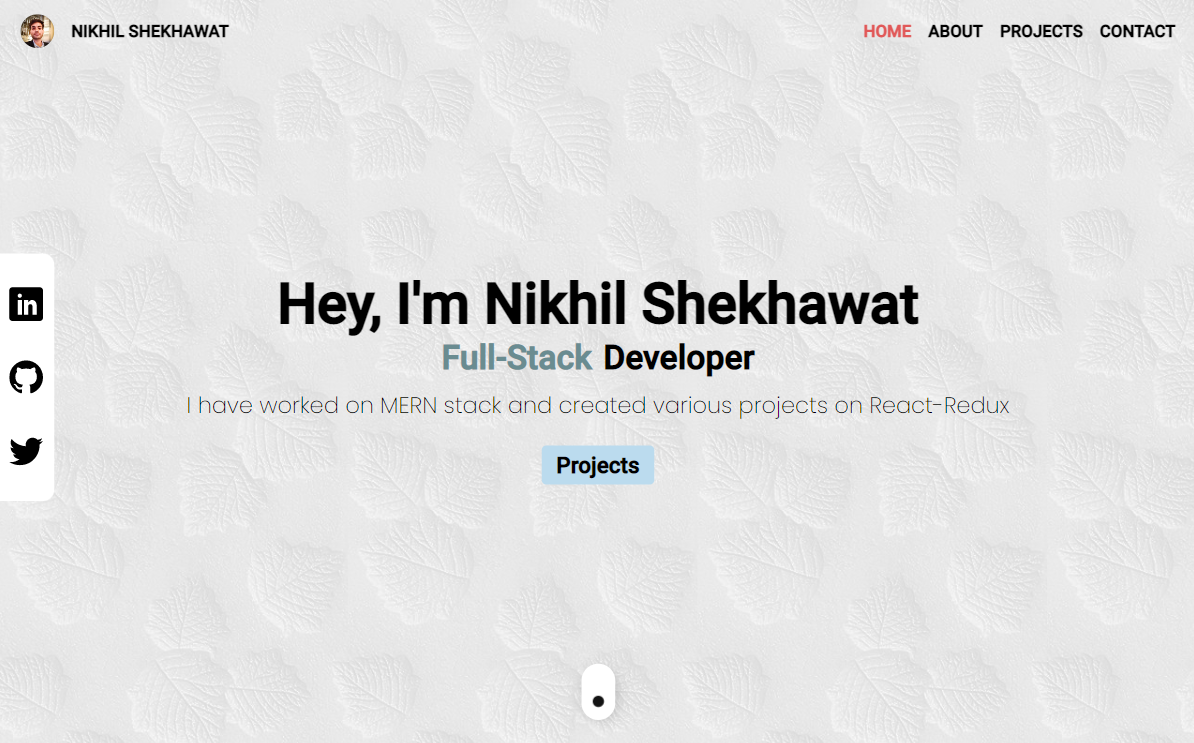 NIKHIL SHEKHAWAT
HOME ABOUT PROJECTS CONTACT
in
Hey, I'm Nikhil Shekhawat
Full-Stack Developer
I have worked on MERN stack and created various projects on React-Redux
Projects